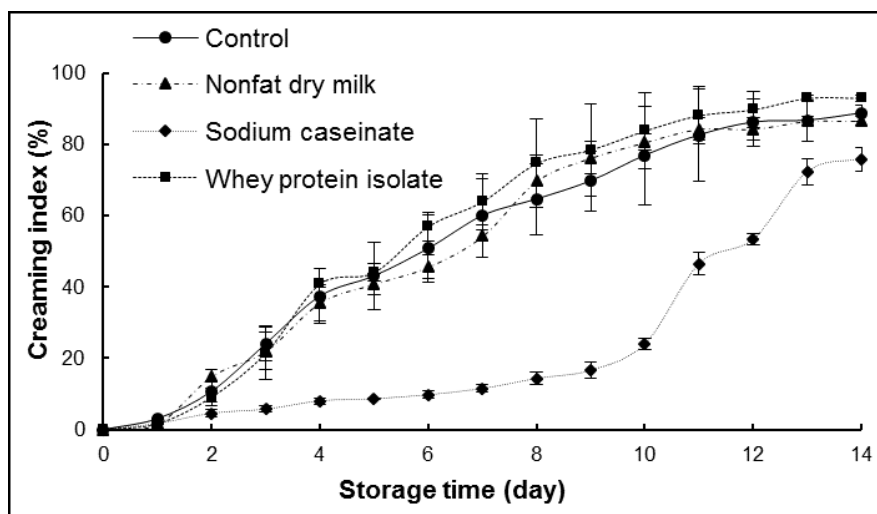 Control
Nonfat dry milk
Sodium caseinate
Whey protein isolate
Creaming index (%)
100
80
60
40
20
0
0 2 4 6 8 10 12 14
Storage time (day)